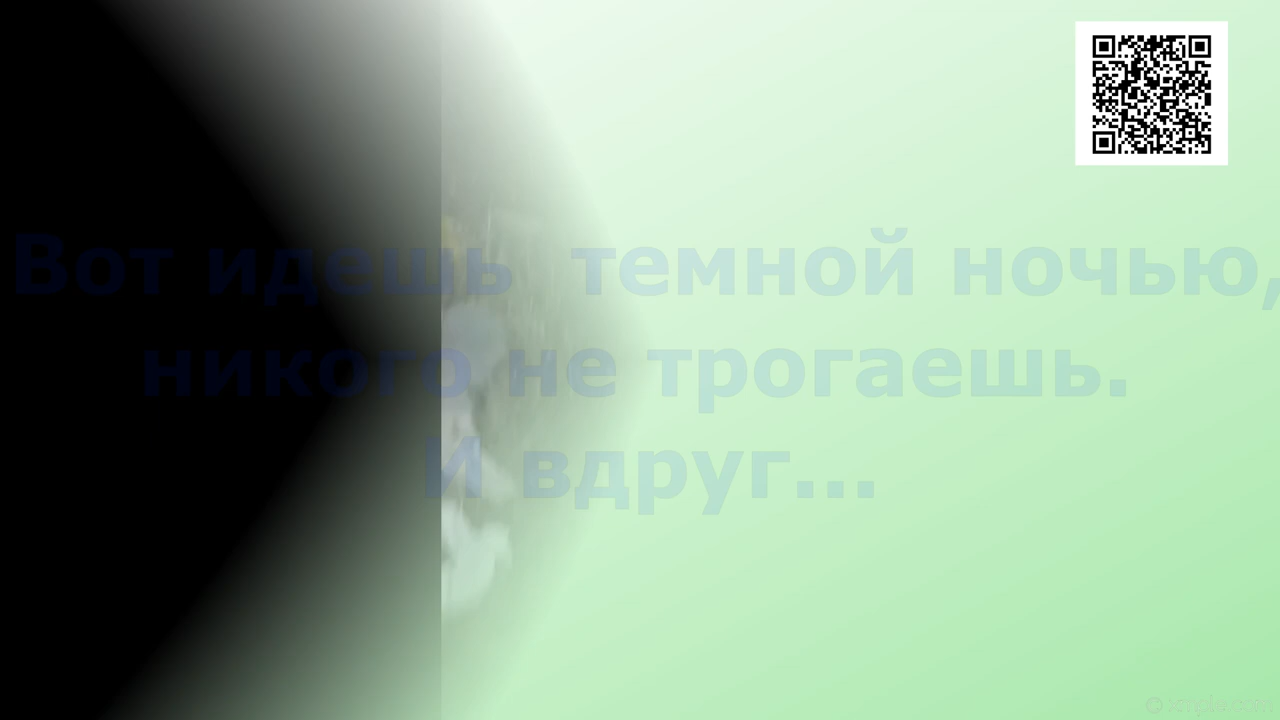 Вот идешь темной ночью,
никого не трогаешь.
И вдруг...